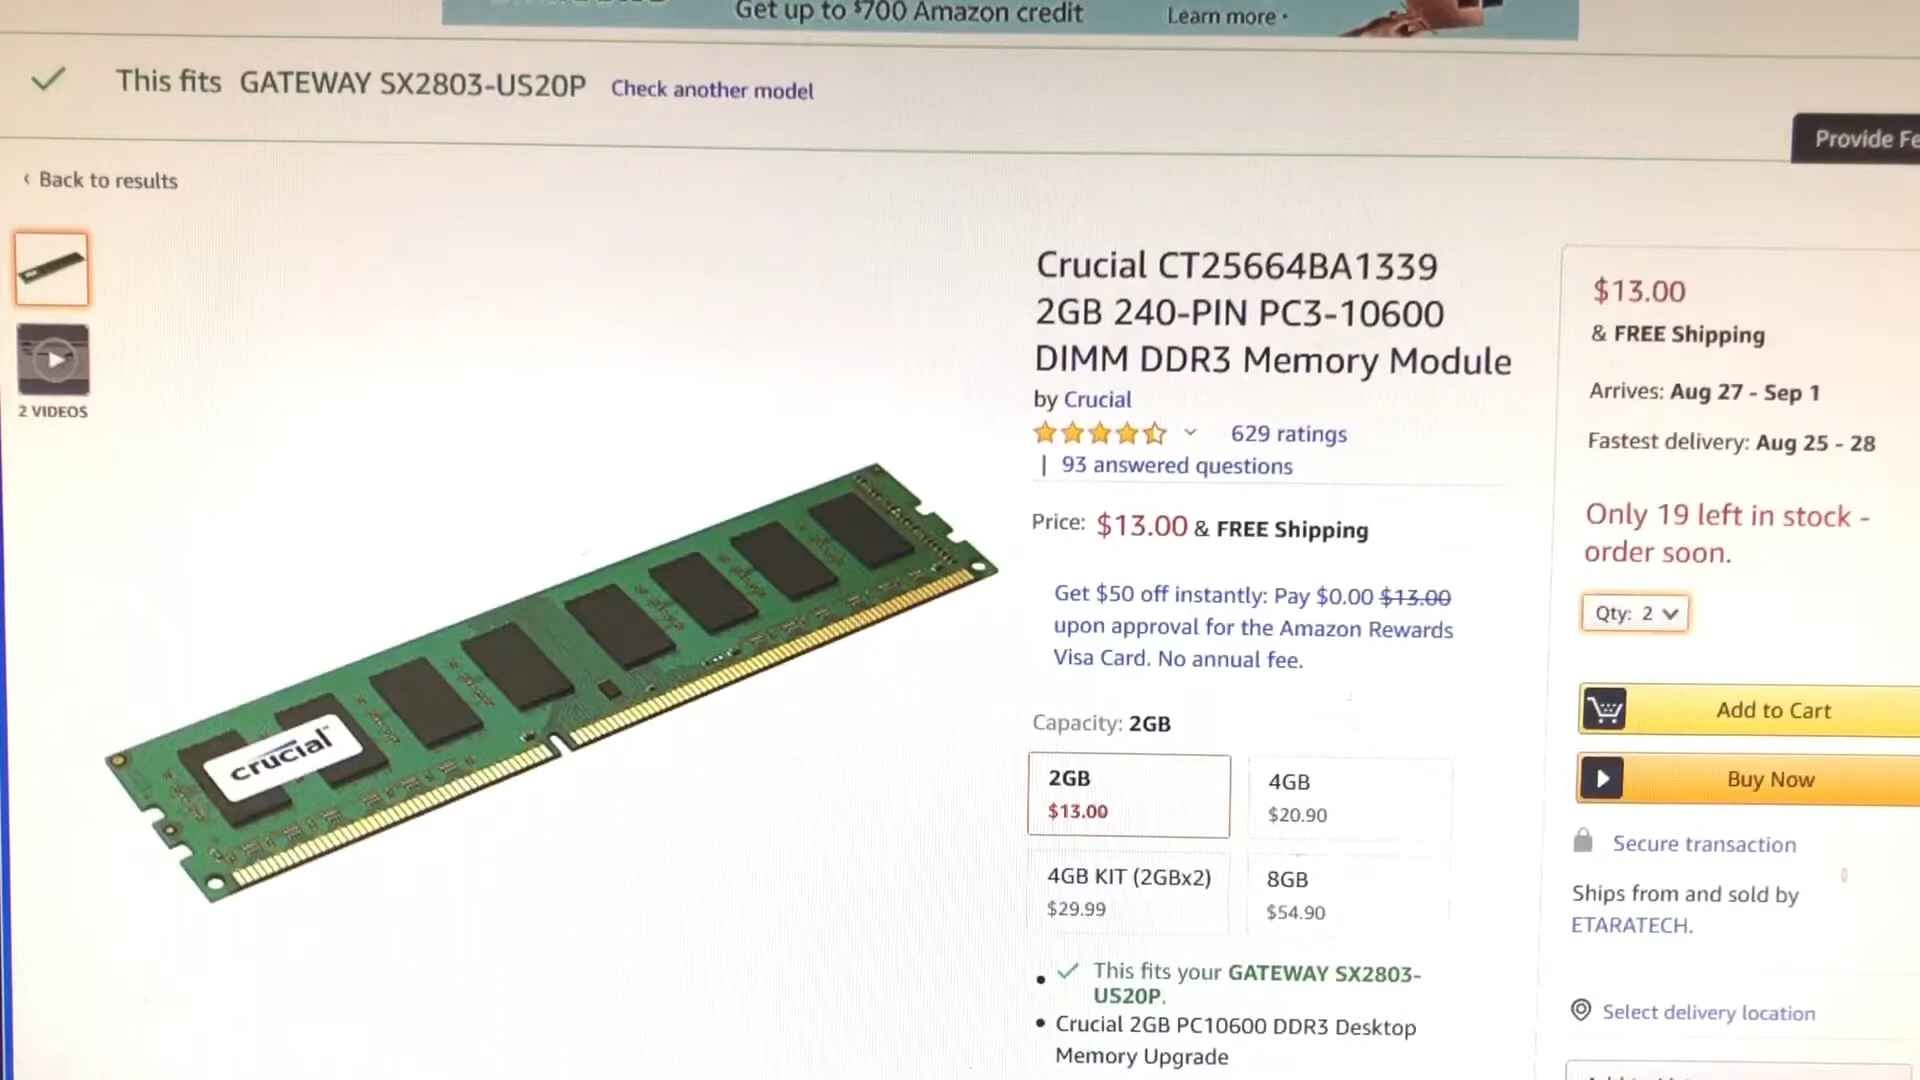 Get up to $700 Amazon credit
Learn more
This fits GATEWAY SX2803-US20P Check another model
Provide
‹ Back to results
2 VIDEOS
crucial
Crucial CT25664BA1339
2GB 240-PIN PC3-10600
DIMM DDR3 Memory Module
by Crucial
629 ratings
| 93 answered questions
Price: $13.00 & FREE Shipping
Get $50 off instantly: Pay $0.00 $13.00
upon approval for the Amazon Rewards
Visa Card. No annual fee.
Capacity: 2GB
2GB
$13.00
4GB
$20.90
4GB KIT (2GBx2)
$29.99
8GB
$54.90
This fits your GATEWAY SX2803-
US20P.
Crucial 2GB PC10600 DDR3 Desktop
Memory Upgrade
$13.00
& FREE Shipping
Arrives: Aug 27 - Sep 1
Fastest delivery: Aug 25 - 28
Only 19 left in stock -
order soon.
Qty: 2
Add to Cart
Buy Now
Secure transaction
Ships from and sold by
ETARATECH.
Select delivery location